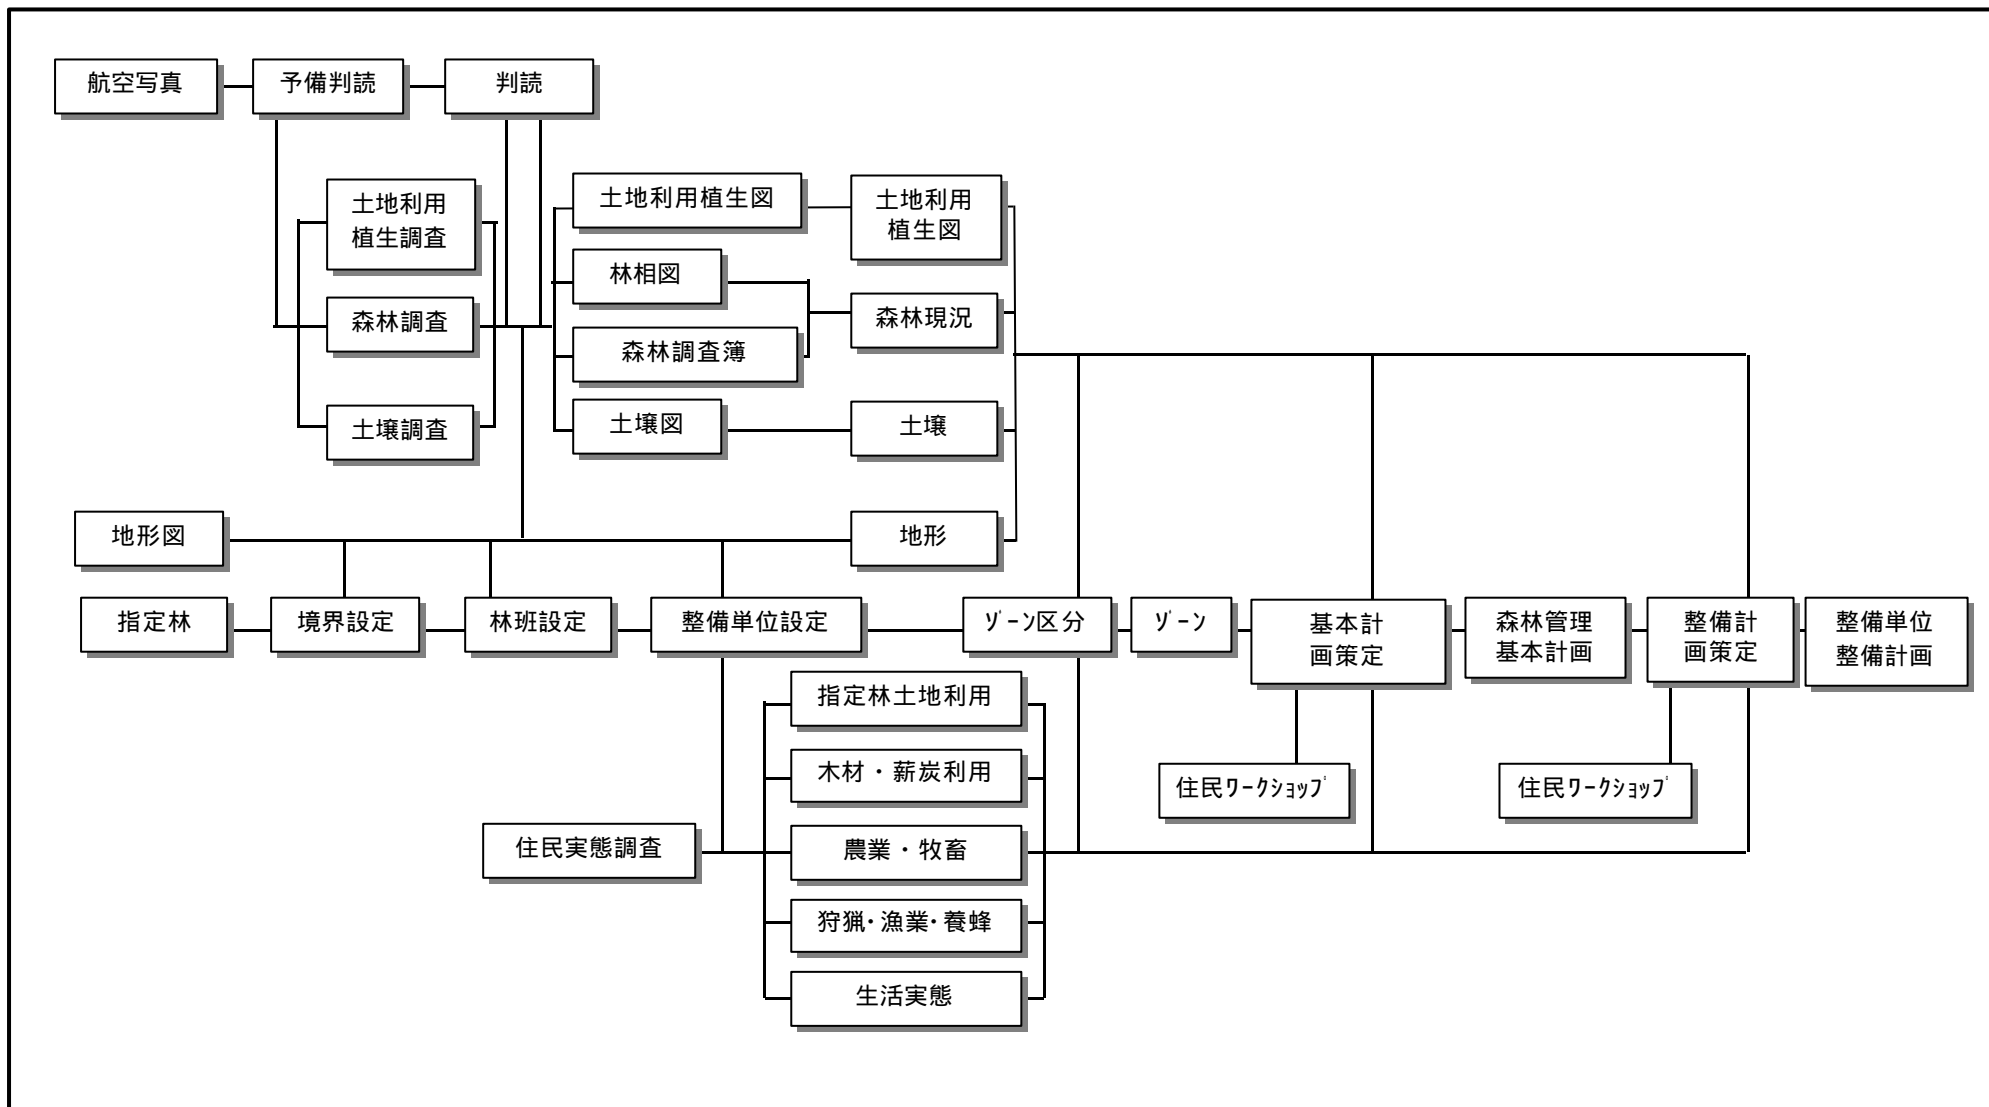 航空写真
予備判読
判読
土地利用
植生調査
土地利用植生図
土地利用
植生図
林相図
森林調査
森林調査簿
森林現況
土壌調査
土壌図
土壌
地形図
地形
指定林
境界設定
林班設定
整備単位設定
ｿﾞｰﾝ区分
ｿﾞｰﾝ
基本計
画策定
森林管理
基本計画
整備計
画策定
整備単位
整備計画
指定林土地利用
木材・薪炭利用
住民ﾜｰｸｼｮｯﾌﾟ
住民ﾜｰｸｼｮｯﾌﾟ
住民実態調査
農業・牧畜
狩猟・漁業・養蜂
生活実態